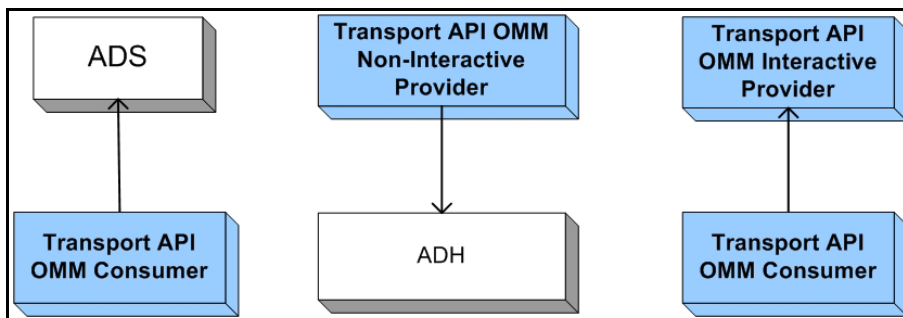 ADS
Transport API OMM
Non-Interactive
Provider
Transport API
OMM Interactive
Provider
Transport API
OMM Consumer
ADH
Transport API
OMM Consumer